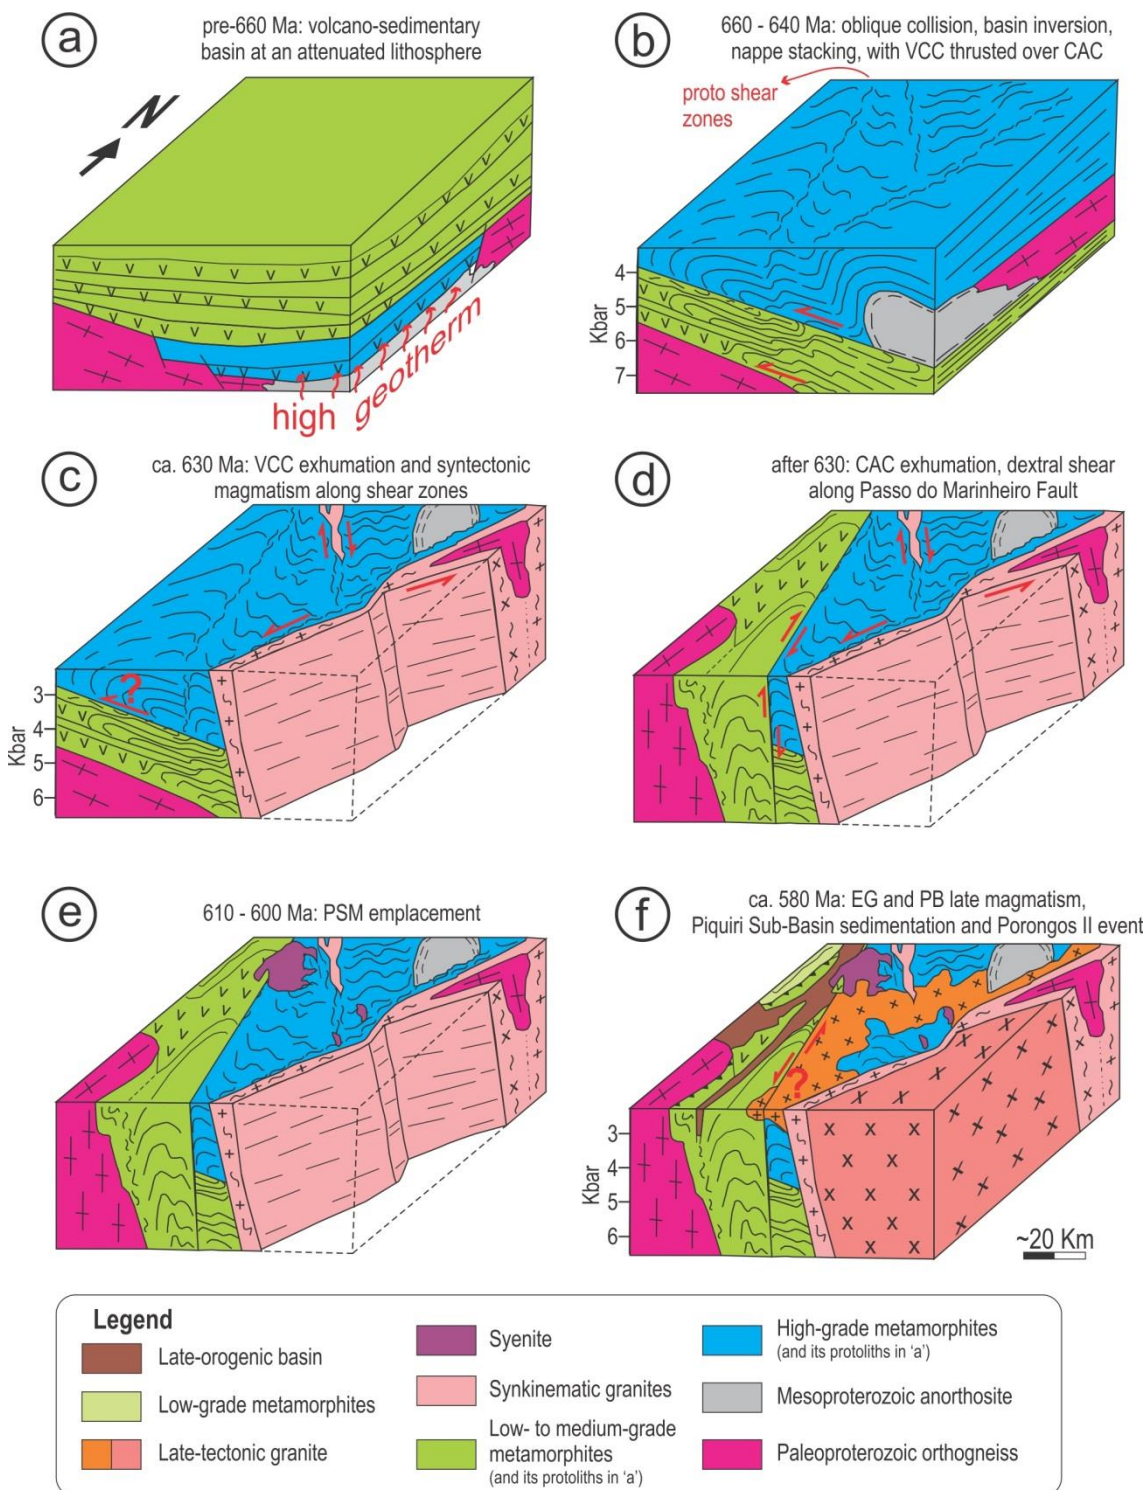 a
pre-660 Ma: volcano-sedimentary
basin at an attenuated lithosphere
N
high geotherm
b
660 - 640 Ma: oblique collision, basin inversion,
nappe stacking, with VCC thrusted over CAC
proto shear
zones
4
5
6
7
Kbar
c
ca. 630 Ma: VCC exhumation and syntectonic
magmatism along shear zones
?
3
4
5
6
Kbar
d
after 630: CAC exhumation, dextral shear
along Passo do Marinheiro Fault
e
610 - 600 Ma: PSM emplacement
f
ca. 580 Ma: EG and PB late magmatism,
Piquiri Sub-Basin sedimentation and Porongos II event
?
3
4
5
6
Kbar
~20 Km
Legend
Late-orogenic basin
Low-grade metamorphites
Late-tectonic granite
Syenite
Synkinematic granites
Low- to medium-grade
metamorphites
(and its protoliths in 'a')
High-grade metamorphites
(and its protoliths in 'a')
Mesoproterozoic anorthosite
Paleoproterozoic orthogneiss